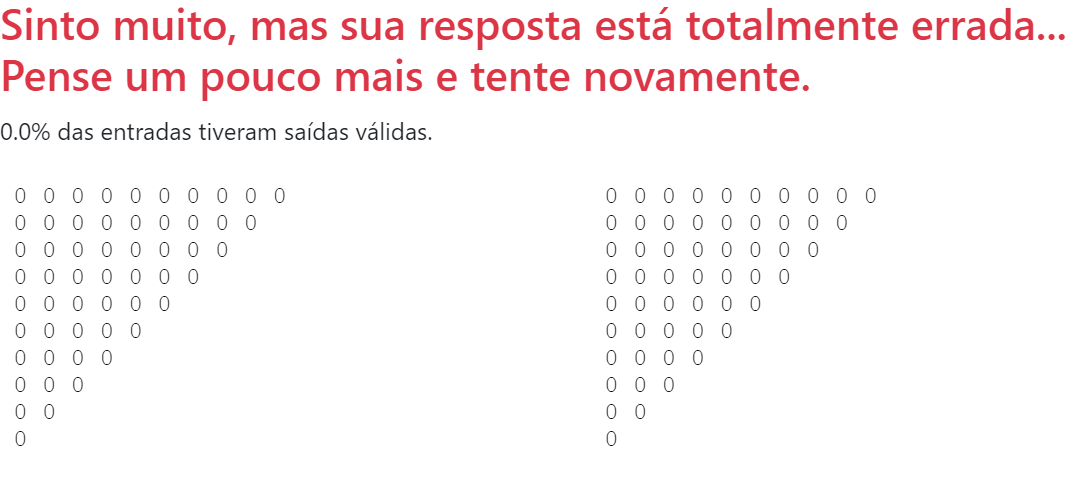 Sinto muito, mas sua resposta está totalmente errada...
Pense um pouco mais e tente novamente.
0.0% das entradas tiveram saídas válidas.
0 0 0 0 0 0 0 0 0 0 0 0 0 0 0 0 0 0 0 0
0 0 0 0 0 0 0 0 0 0 0 0 0 0 0 0 0 0
0 0 0 0 0 0 0 0 0 0 0 0 0 0 0 0
0 0 0 0 0 0 0 0 0 0 0 0 0 0
0 0 0 0 0 0 0 0 0 0 0 0
0 0 0 0 0 0 0 0 0 0
0 0 0 0 0 0 0 0
0 0 0 0 0 0
0 0 0 0
0 0